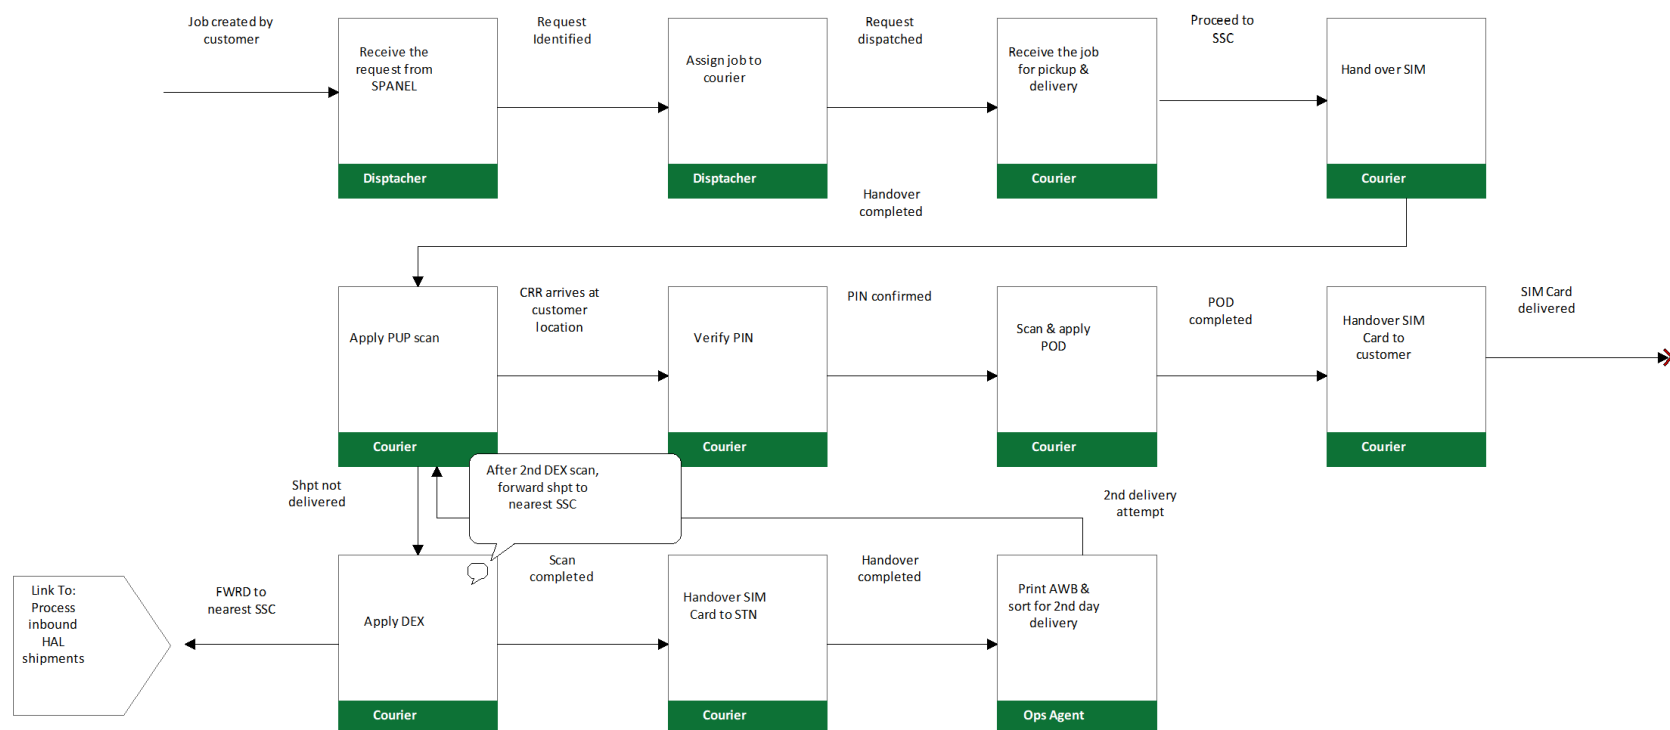 Job created by
customer
Request
Identified
Request
dispatched
Proceed to
SSC
Receive the
request from
SPANEL
Assign job to
courier
Receive the job
for pickup &
delivery
Hand over SIM
Disptacher
Disptacher
Courier
Courier
Handover
completed
CRR arrives at
customer
location
PIN confirmed
POD
completed
SIM Card
delivered
Apply PUP scan
Verify PIN
Scan & apply
POD
Handover SIM
Card to
customer
Courier
Courier
Courier
Courier
Shpt not
delivered
After 2nd DEX scan,
forward shpt to
nearest SSC
2nd delivery
attempt
Link To:
Process
inbound
HAL
shipments
FWRD to
nearest SSC
Apply DEX
Scan
completed
Handover SIM
Card to STN
Handover
completed
Print AWB &
sort for 2nd day
delivery
Courier
Courier
Ops Agent